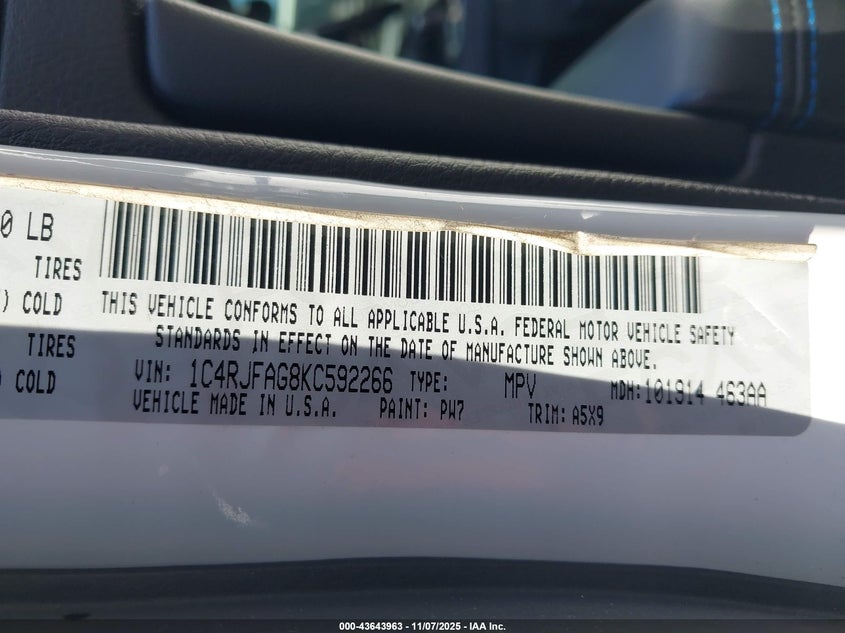 0 LB
TIRES
) COLD
TIRES
COLD
THIS VEHICLE CONFORMS TO ALL APPLICABLE U.S.A. FEDERAL MOTOR VEHICLE SAFETY
STANDARDS IN EFFECT ON THE DATE OF MANUFACTURE SHOWN ABOVE.
VIN: 1C4RJFAG8KC592266 TYPE: MPV MDH: 101914 463AA
VEHICLE MADE IN U.S.A. PAINT: PW7 TRIM: A5X9
000-43643963 - 11/07/2025 - IAA Inc.